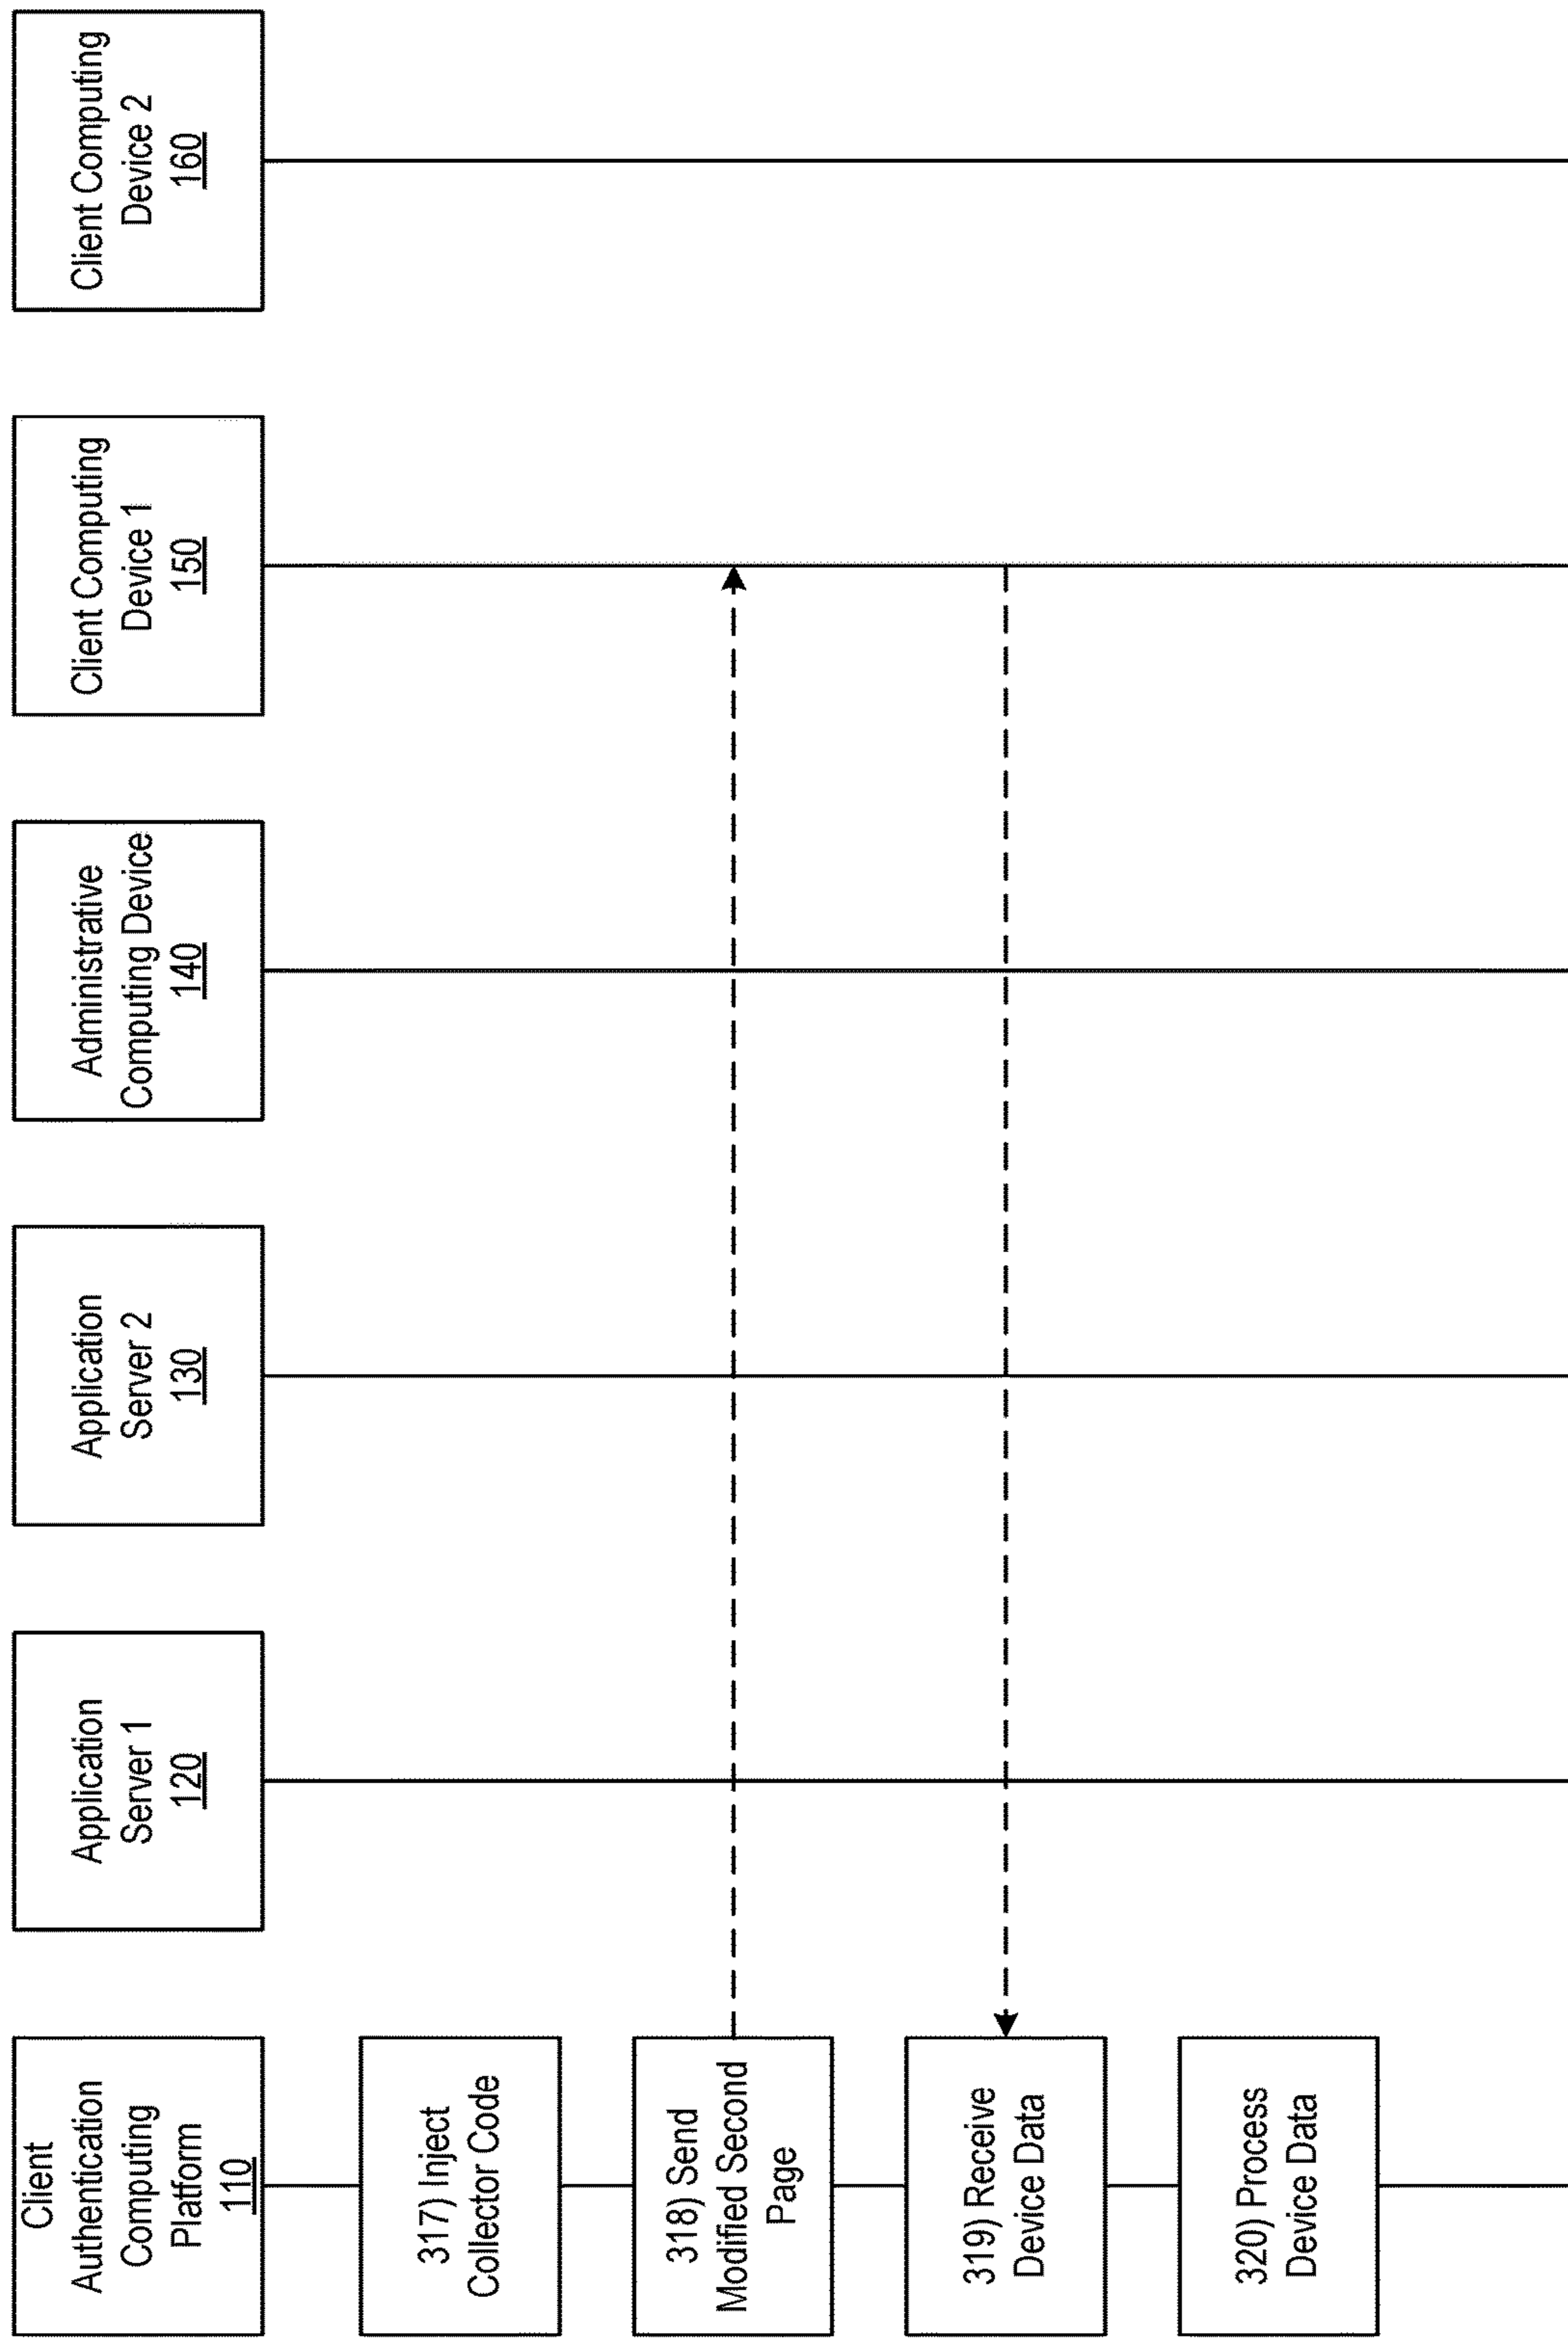 Client
Authentication
Computing
Platform
110
Application
Server 1
120
Application
Server 2
130
Administrative
Computing Device
140
Client Computing
Device 1
150
Client Computing
Device 2
160
317) Inject
Collector Code
318) Send
Modified Second
Page
319) Receive
Device Data
320) Process
Device Data